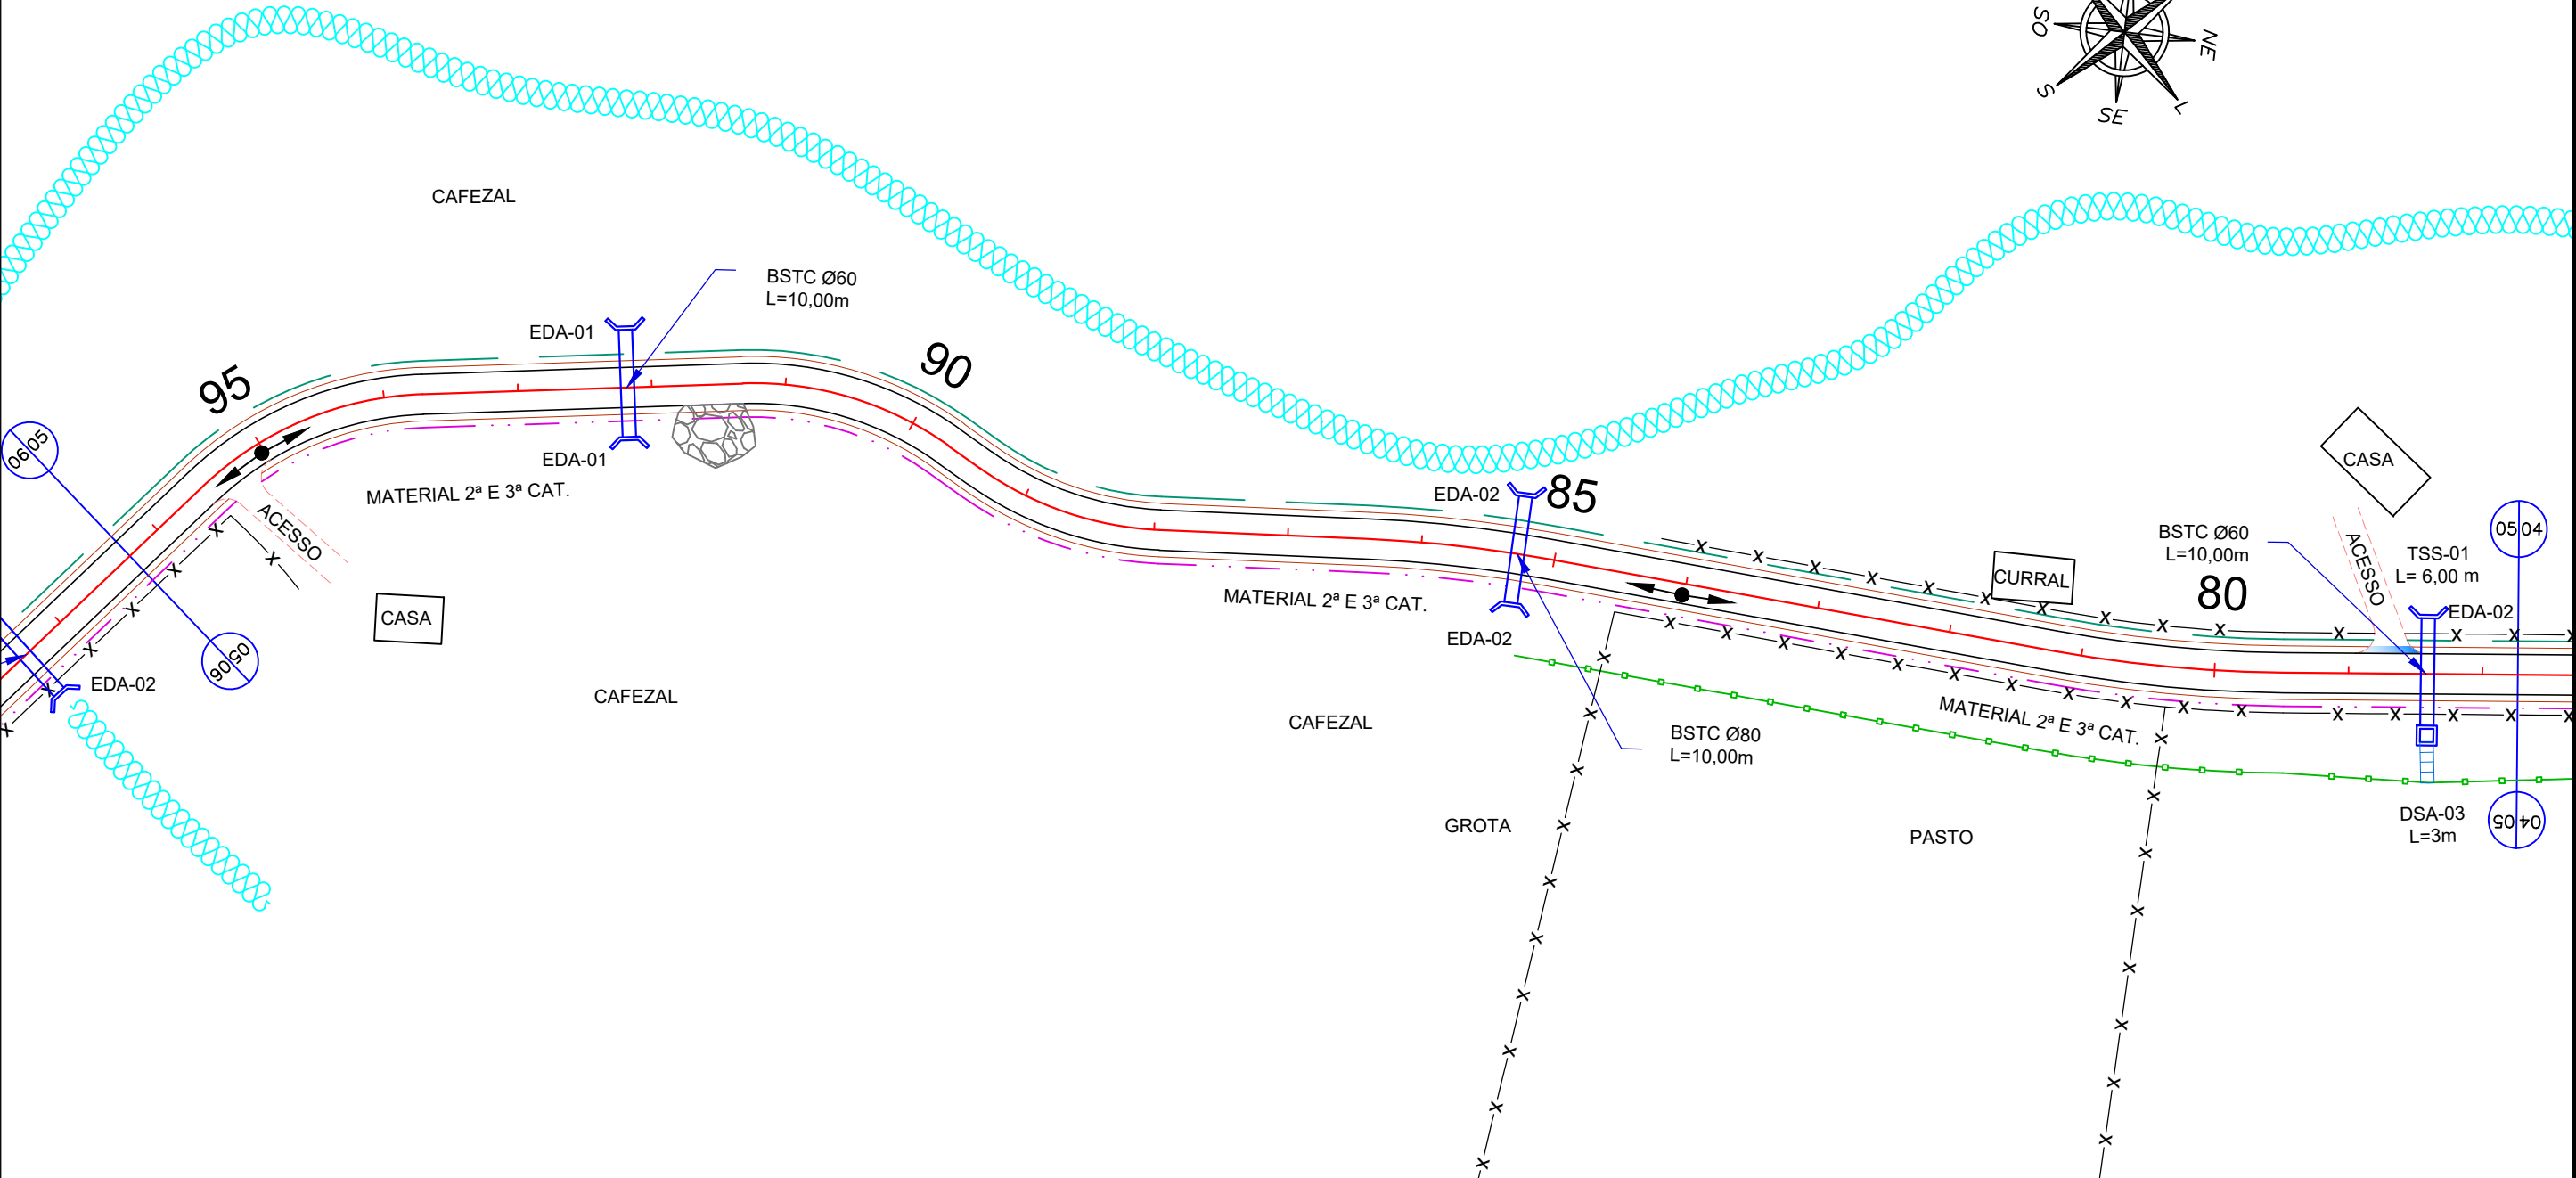 SO
NE
S
SE
L
CAFEZAL
BSTC Ø60
L=10,00m
EDA-01
95
90
06 05
EDA-01
MATERIAL 2ª E 3ª CAT.
ACESSO
CASA
05 06
EDA-02
CAFEZAL
EDA-02
85
MATERIAL 2ª E 3ª CAT.
EDA-02
CAFEZAL
BSTC Ø80
L=10,00m
GROTA
CURRAL
CASA
ACESSO
BSTC Ø60
L=10,00m
80
TSS-01
L= 6,00 m
05 04
EDA-02
MATERIAL 2ª E 3ª CAT.
PASTO
DSA-03
L=3m
04 05